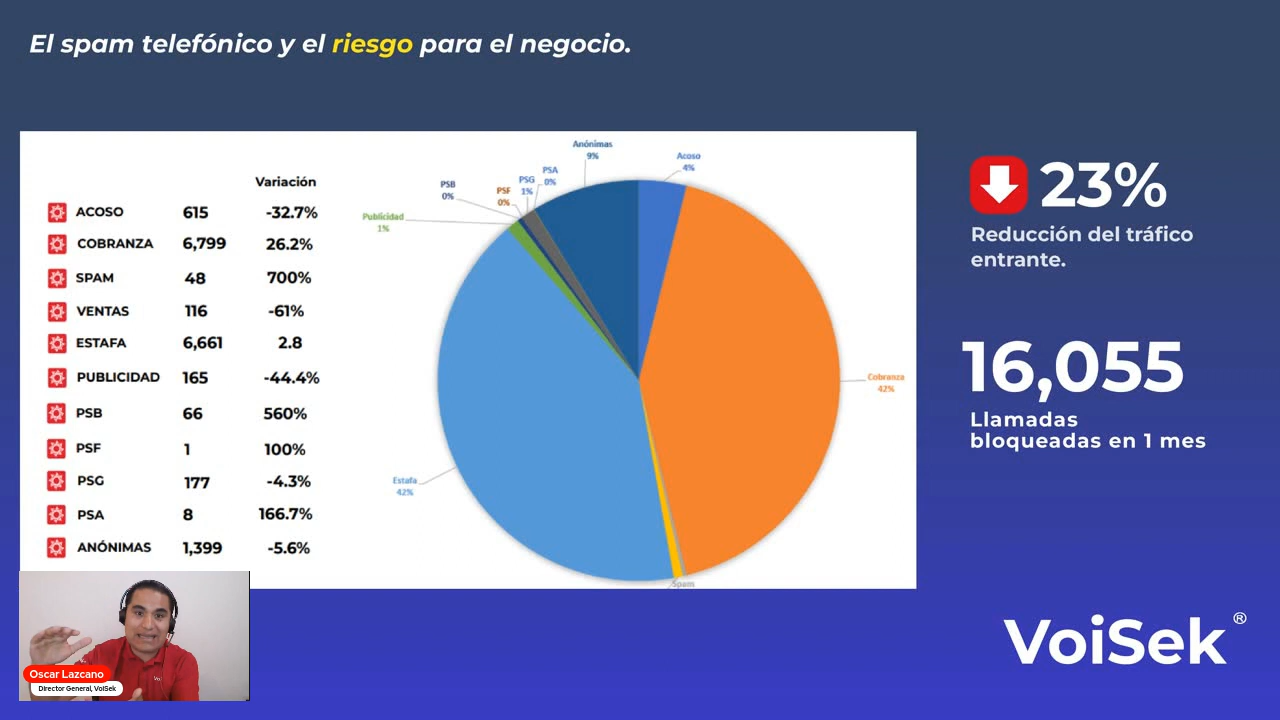 El spam telefónico y el riesgo para el negocio.
Variación
ACOSO 615 -32.7%
COBRANZA 6,799 26.2%
SPAM 48 700%
VENTAS 116 -61%
ESTAFA 6,661 2.8
PUBLICIDAD 165 -44.4%
PSB 66 560%
PSF 1 100%
PSG 177 -4.3%
PSA 8 166.7%
ANÓNIMAS 1,399 -5.6%
Anónimas
9%
Acoso
4%
PSA
0%
PSG
1%
PSF
0%
PSB
0%
Publicidad
1%
Cobranza
42%
Estafa
42%
Spam
23%
Reducción del tráfico
entrante.
16,055
Llamadas
bloqueadas en 1 mes
Oscar Lazcano
Director General, VoiSek
VoiSek®